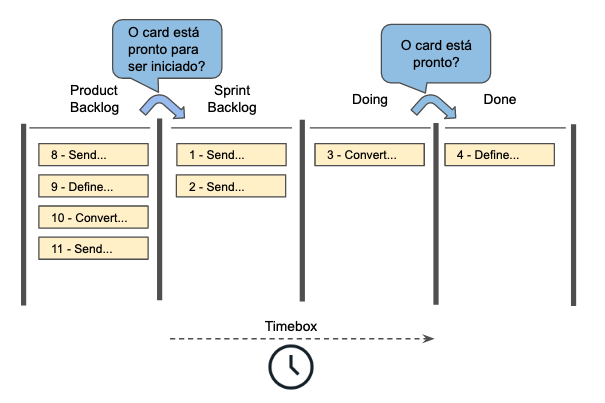 O card está
pronto para
ser iniciado?
O card está
pronto?
Product
Backlog
Sprint
Backlog
Doing
Done
8 - Send...
9 - Define...
10 - Convert...
11 - Send...
1 - Send...
2 - Send...
3 - Convert...
4 - Define...
Timebox